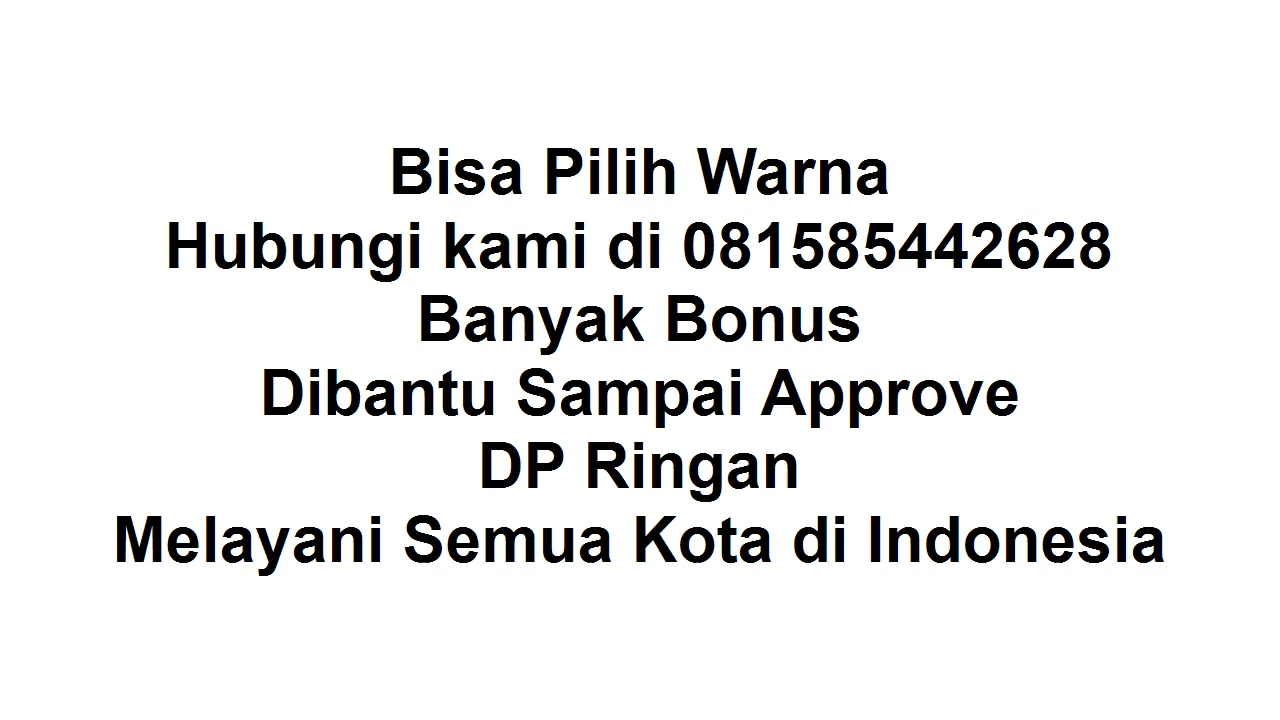 Bisa Pilih Warna
Hubungi kami di 081585442628
Banyak Bonus
Dibantu Sampai Approve
DP Ringan
Melayani Semua Kota di Indonesia